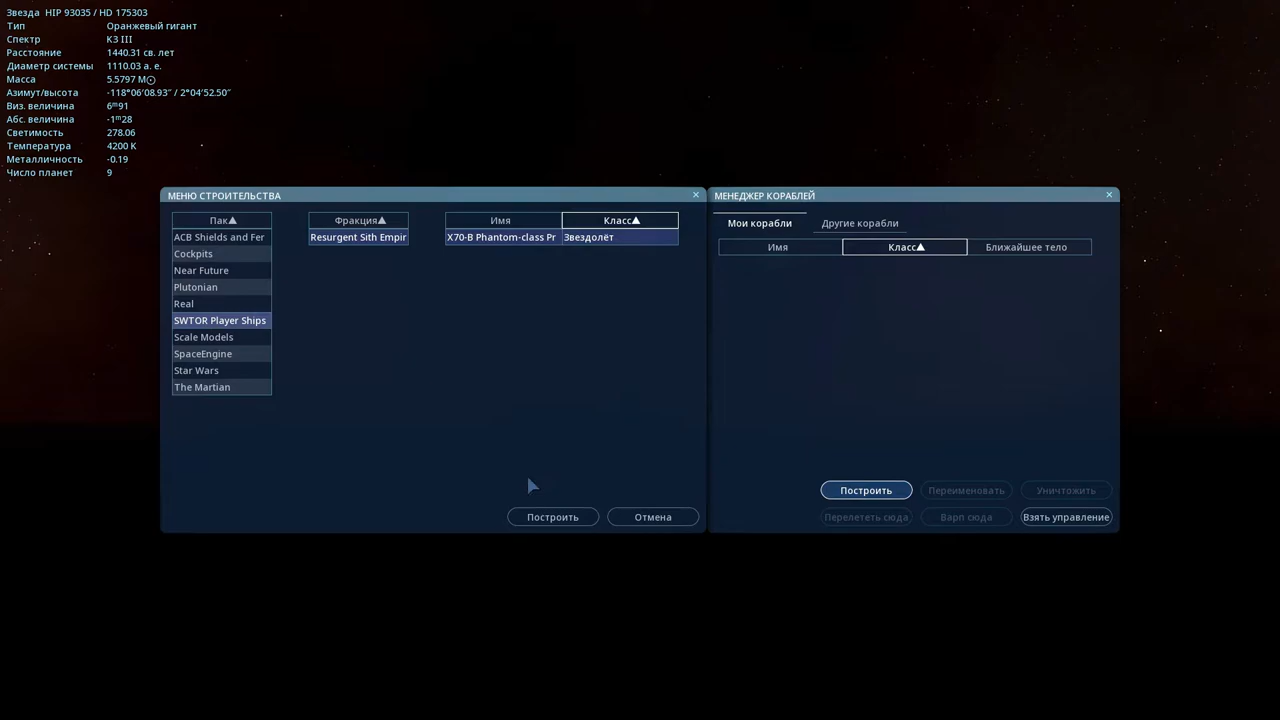 Звезда HIP 93035 / HD 175303
Тип Оранжевый гигант
Спектр K3 III
Расстояние 1440.31 св. лет
Диаметр системы 1110.03 а. е.
Масса 5.5797 M☉
Азимут/высота -118°06′08.93″ / 2°04′52.50″
Виз. величина 6ᵐ91
Абс. величина -1ᵐ28
Светимость 278.06
Температура 4200 K
Металличность -0.19
Число планет 9
МЕНЮ СТРОИТЕЛЬСТВА ×
Пак▲ Фракция▲ Имя Класс▲
ACB Shields and Fer Resurgent Sith Empir X70-B Phantom-class Pr Звездолёт
Cockpits
Near Future
Plutonian
Real
SWTOR Player Ships
Scale Models
SpaceEngine
Star Wars
The Martian
Построить Отмена
МЕНЕДЖЕР КОРАБЛЕЙ ×
Мои корабли Другие корабли
Имя Класс▲ Ближайшее тело
Построить Переименовать Уничтожить
Перелететь сюда Варп сюда Взять управление